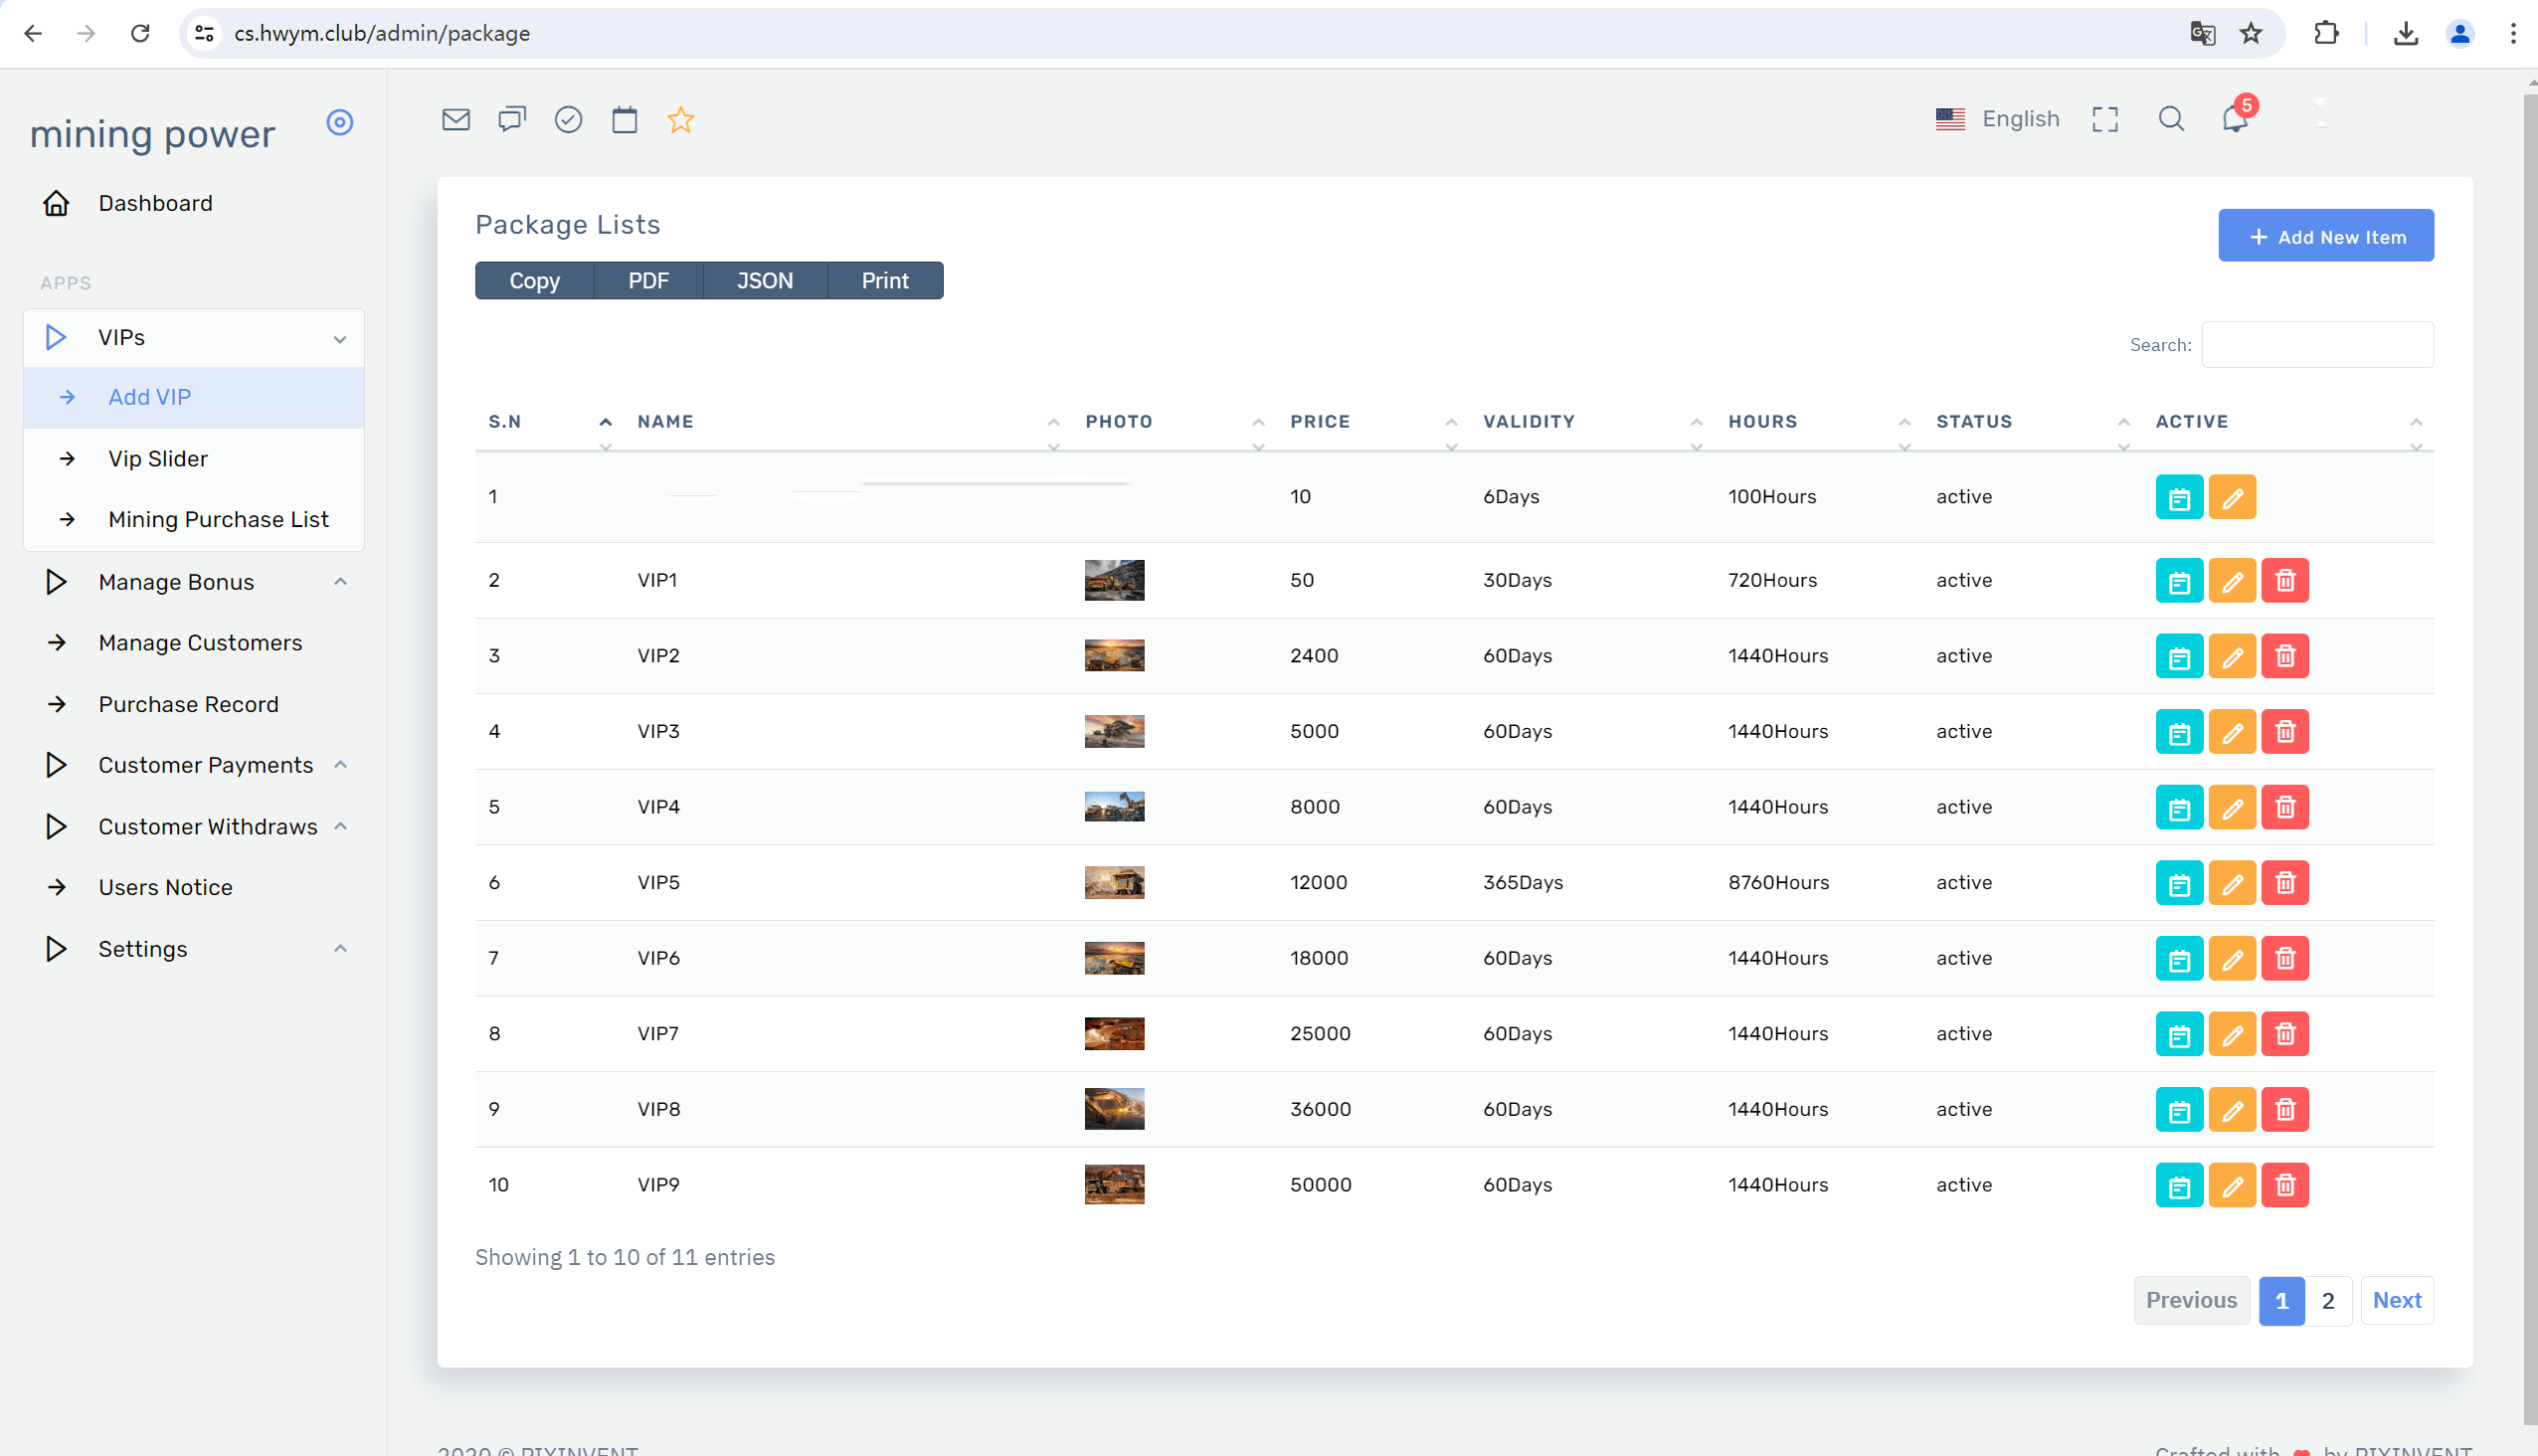 cs.hwym.club/admin/package
mining power
Dashboard
APPS
VIPs
Add VIP
Vip Slider
Mining Purchase List
Manage Bonus
Manage Customers
Purchase Record
Customer Payments
Customer Withdraws
Users Notice
Settings
English
5
Package Lists
Add New Item
Copy PDF JSON Print
Search:
S.N NAME PHOTO PRICE VALIDITY HOURS STATUS ACTIVE
1 10 6Days 100Hours active
2 VIP1 50 30Days 720Hours active
3 VIP2 2400 60Days 1440Hours active
4 VIP3 5000 60Days 1440Hours active
5 VIP4 8000 60Days 1440Hours active
6 VIP5 12000 365Days 8760Hours active
7 VIP6 18000 60Days 1440Hours active
8 VIP7 25000 60Days 1440Hours active
9 VIP8 36000 60Days 1440Hours active
10 VIP9 50000 60Days 1440Hours active
Showing 1 to 10 of 11 entries
Previous 1 2 Next
2020 © PIXINVENT
Crafted with by PIXINVENT